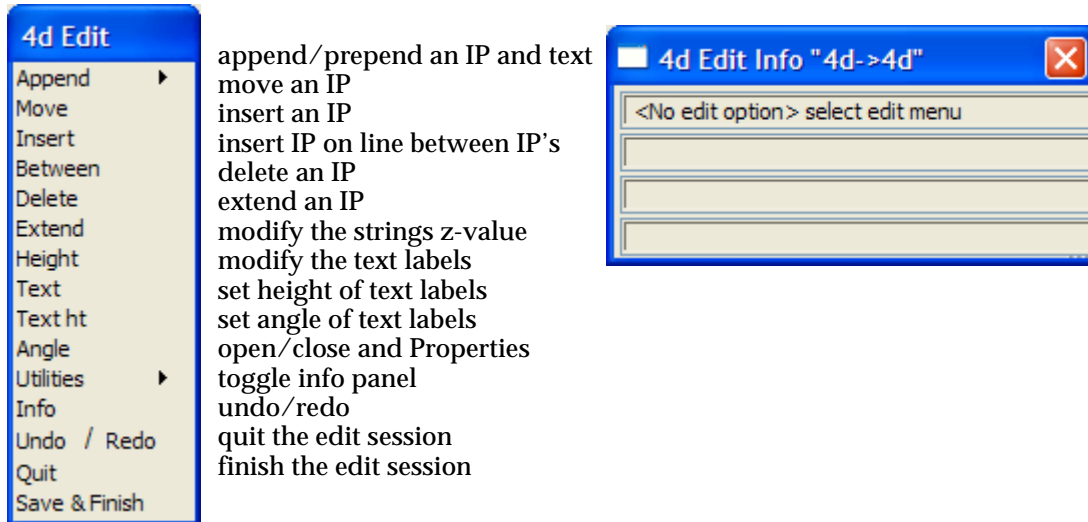 4d Edit
Append
Move
Insert
Between
Delete
Extend
Height
Text
Text ht
Angle
Utilities
Info
Undo / Redo
Quit
Save & Finish
append/prepend an IP and text
move an IP
insert an IP
insert IP on line between IP's
delete an IP
extend an IP
modify the strings z-value
modify the text labels
set height of text labels
set angle of text labels
open/close and Properties
toggle info panel
undo/redo
quit the edit session
finish the edit session
4d Edit Info "4d->4d"
<No edit option> select edit menu